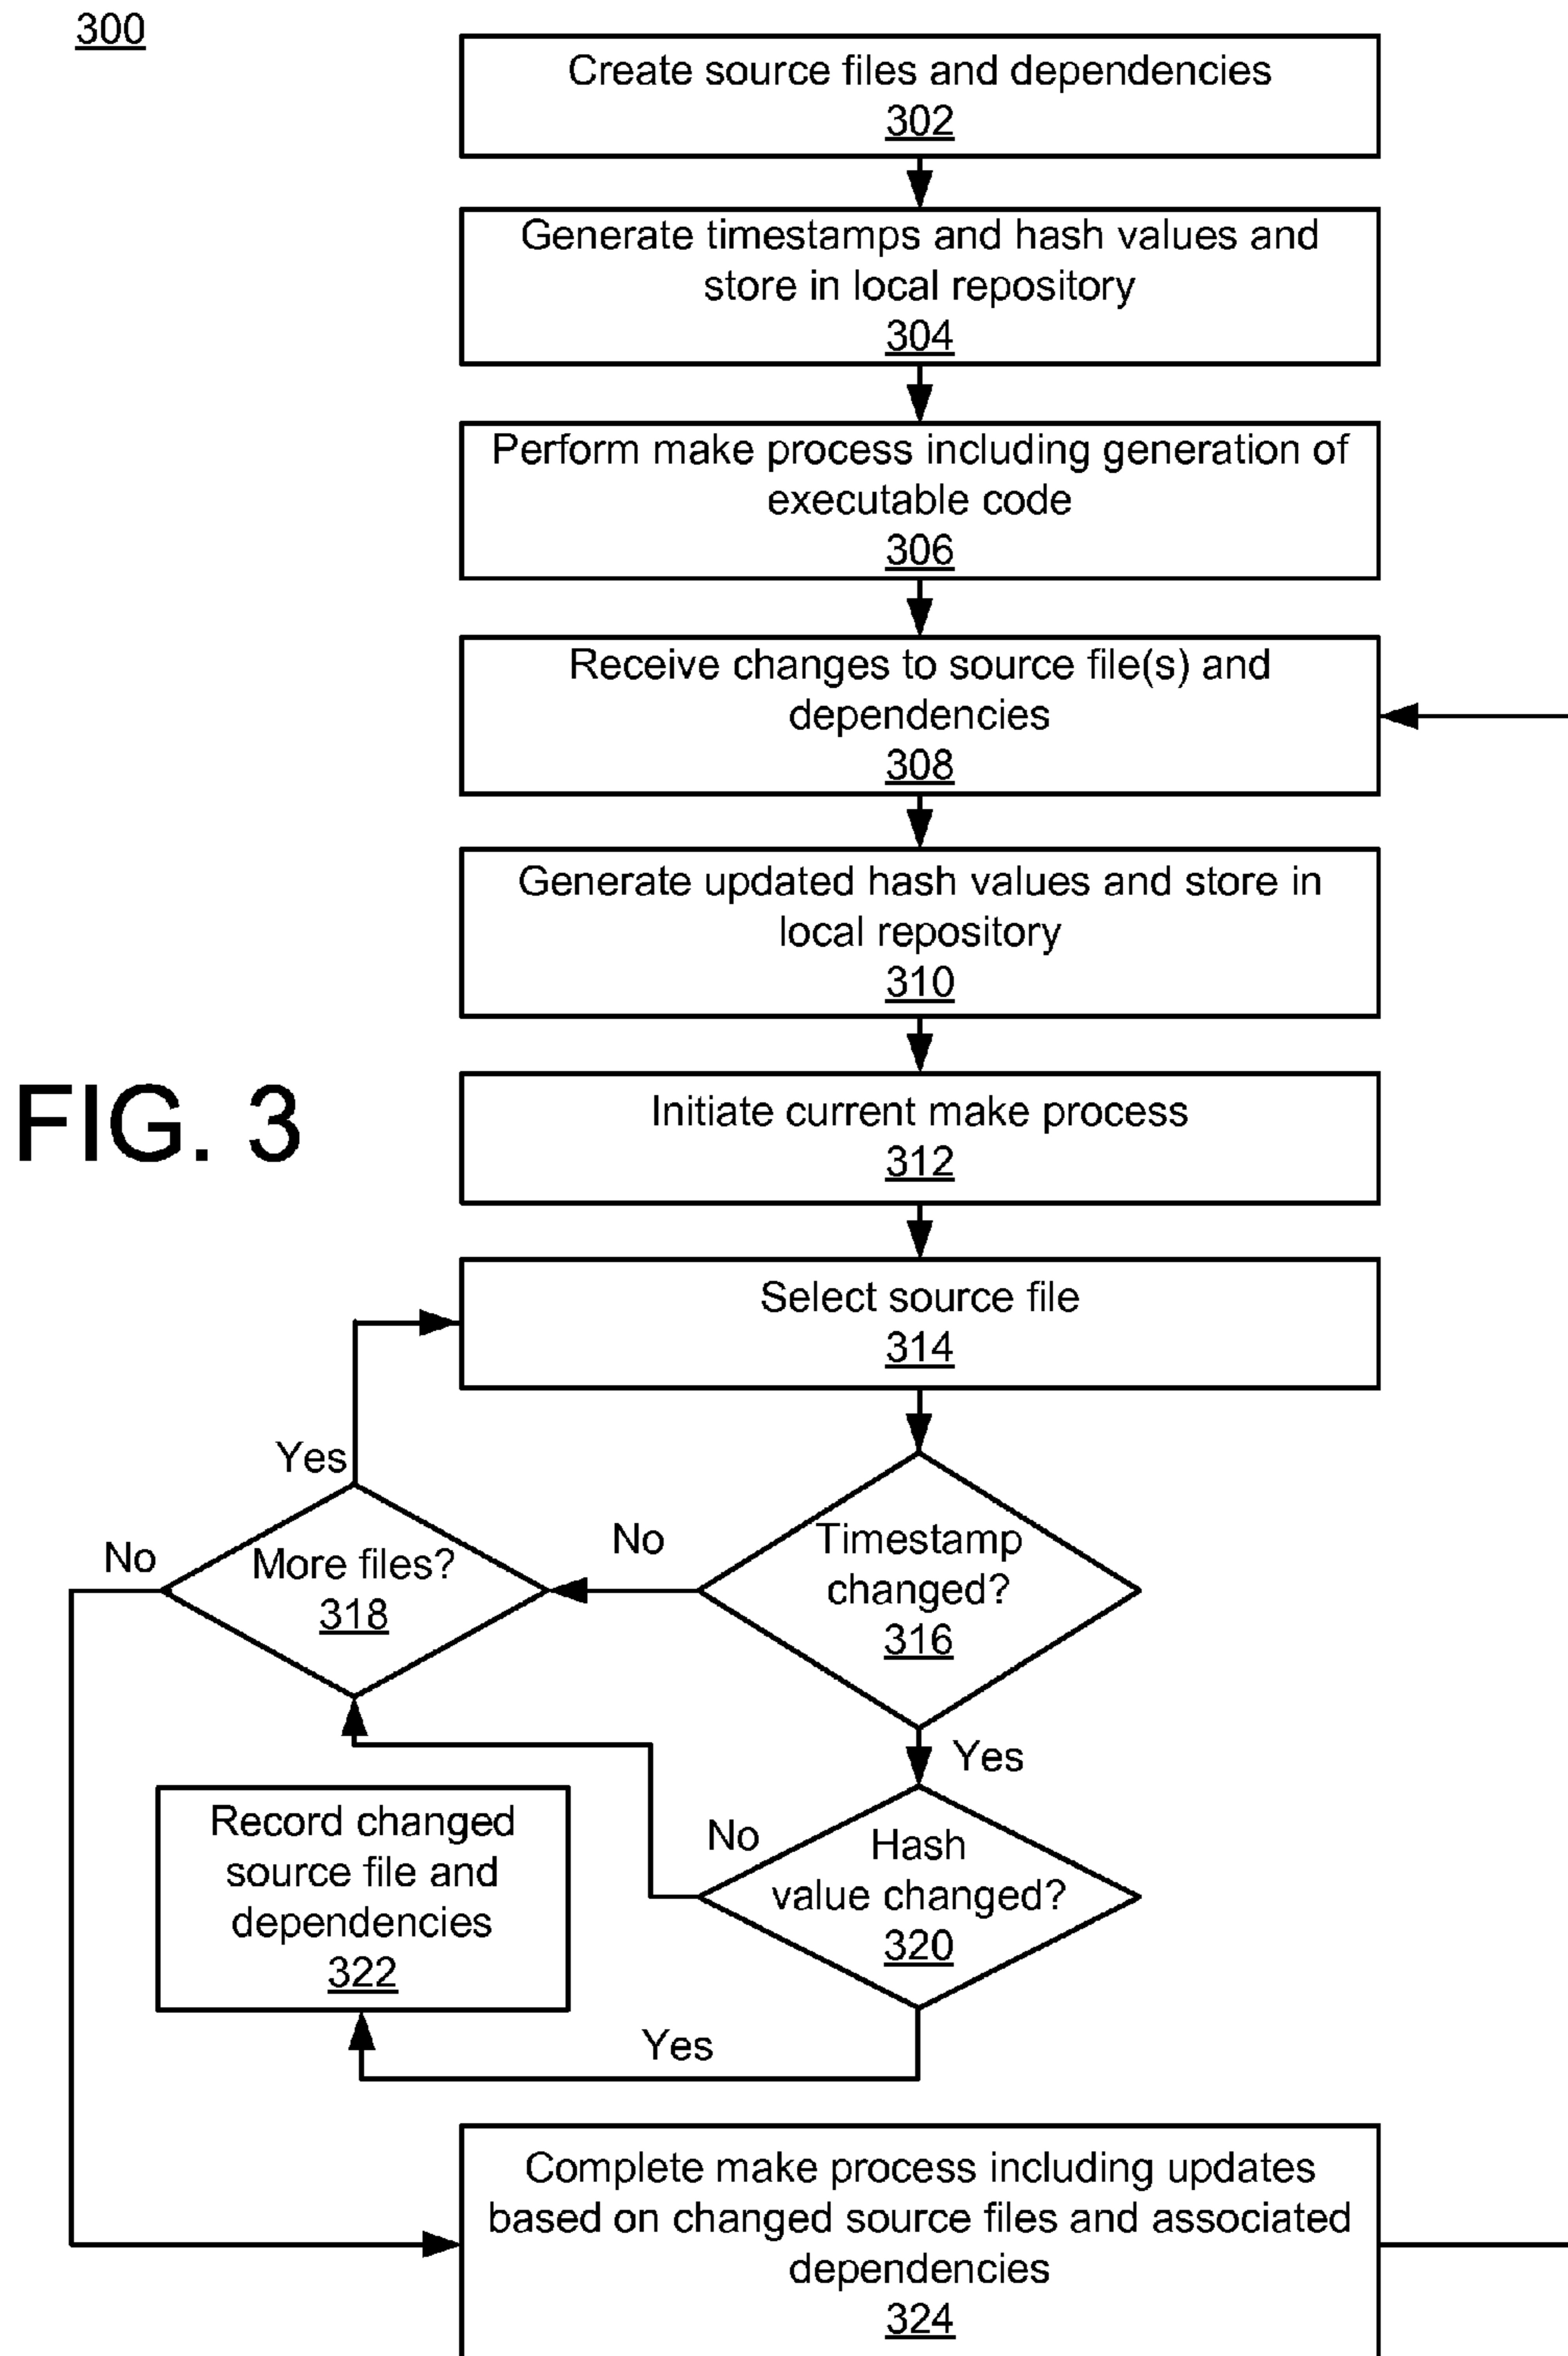 300
Create source files and dependencies
302
Generate timestamps and hash values and
store in local repository
304
Perform make process including generation of
executable code
306
Receive changes to source file(s) and
dependencies
308
Generate updated hash values and store in
local repository
310
FIG. 3
Initiate current make process
312
Select source file
314
Yes
No
More files?
318
No
Timestamp
changed?
316
Yes
Record changed
source file and
dependencies
322
No
Hash
value changed?
320
Yes
Complete make process including updates
based on changed source files and associated
dependencies
324